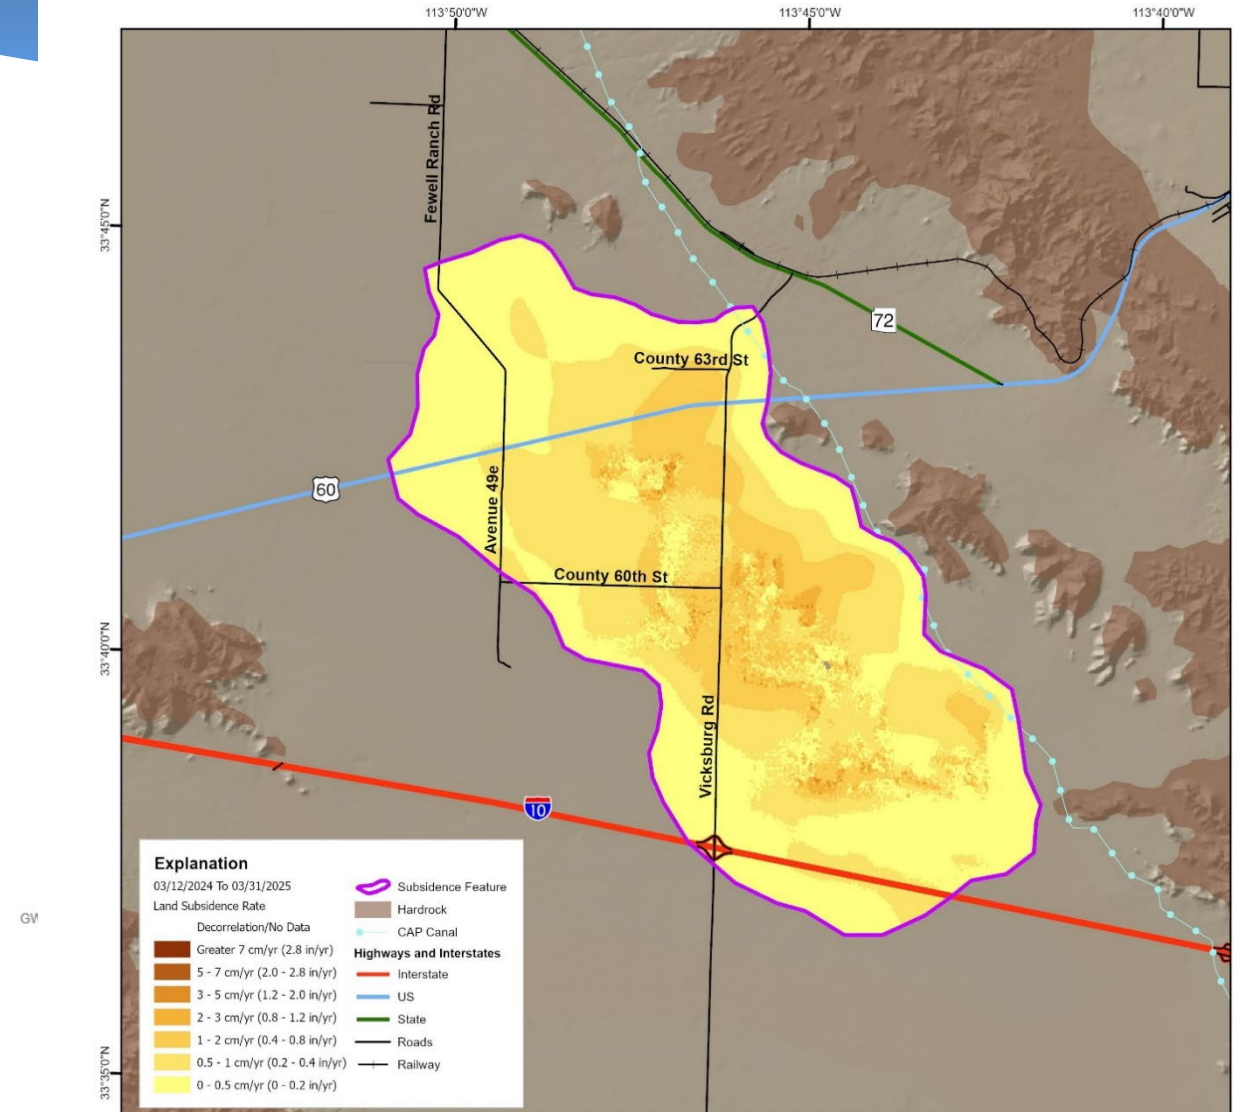 113°50'0"W
113°45'0"W
113°40'0"W
Fewell Ranch Rd
33°45'0"N
72
County 63rd St
60
Avenue 49e
County 60th St
33°40'0"N
Vicksburg Rd
10
33°35'0"N
Explanation
03/12/2024 To 03/31/2025
Land Subsidence Rate
Decorrelation/No Data
Greater 7 cm/yr (2.8 in/yr)
5 - 7 cm/yr (2.0 - 2.8 in/yr)
3 - 5 cm/yr (1.2 - 2.0 in/yr)
2 - 3 cm/yr (0.8 - 1.2 in/yr)
1 - 2 cm/yr (0.4 - 0.8 in/yr)
0.5 - 1 cm/yr (0.2 - 0.4 in/yr)
0 - 0.5 cm/yr (0 - 0.2 in/yr)
Subsidence Feature
Hardrock
CAP Canal
Highways and Interstates
Interstate
US
State
Roads
Railway